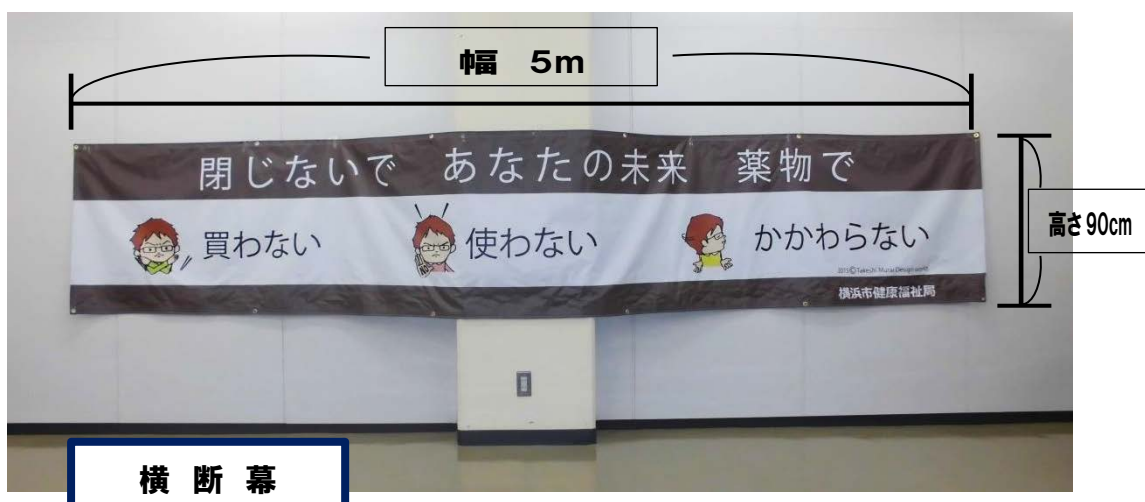 幅 5m
閉じないで あなたの未来 薬物で
買わない 使わない かかわらない
高さ90cm
横浜市健康福祉局
横断幕